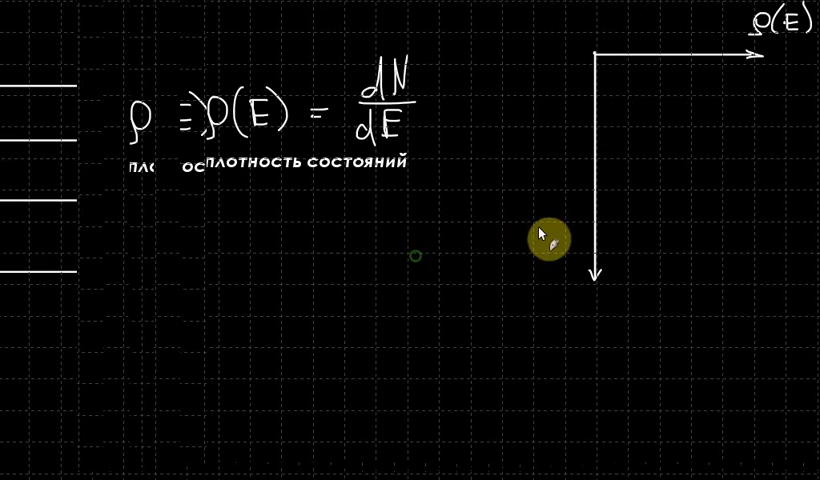 ρ(E)
ρ ≡ ρ(E) = dN/dE
плотность состояний